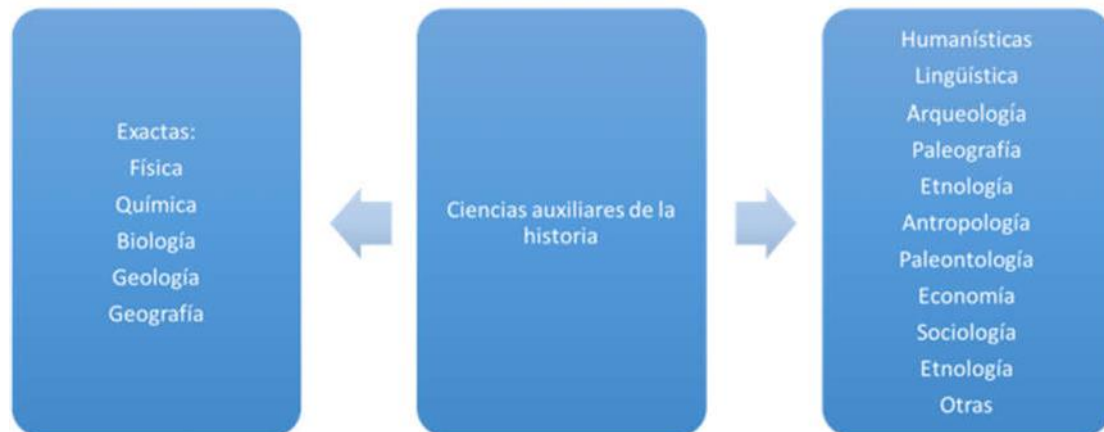 Exactas:
Física
Química
Biología
Geología
Geografía
Ciencias auxiliares de la
historia
Humanísticas
Lingüística
Arqueología
Paleografía
Etnología
Antropología
Paleontología
Economía
Sociología
Etnología
Otras